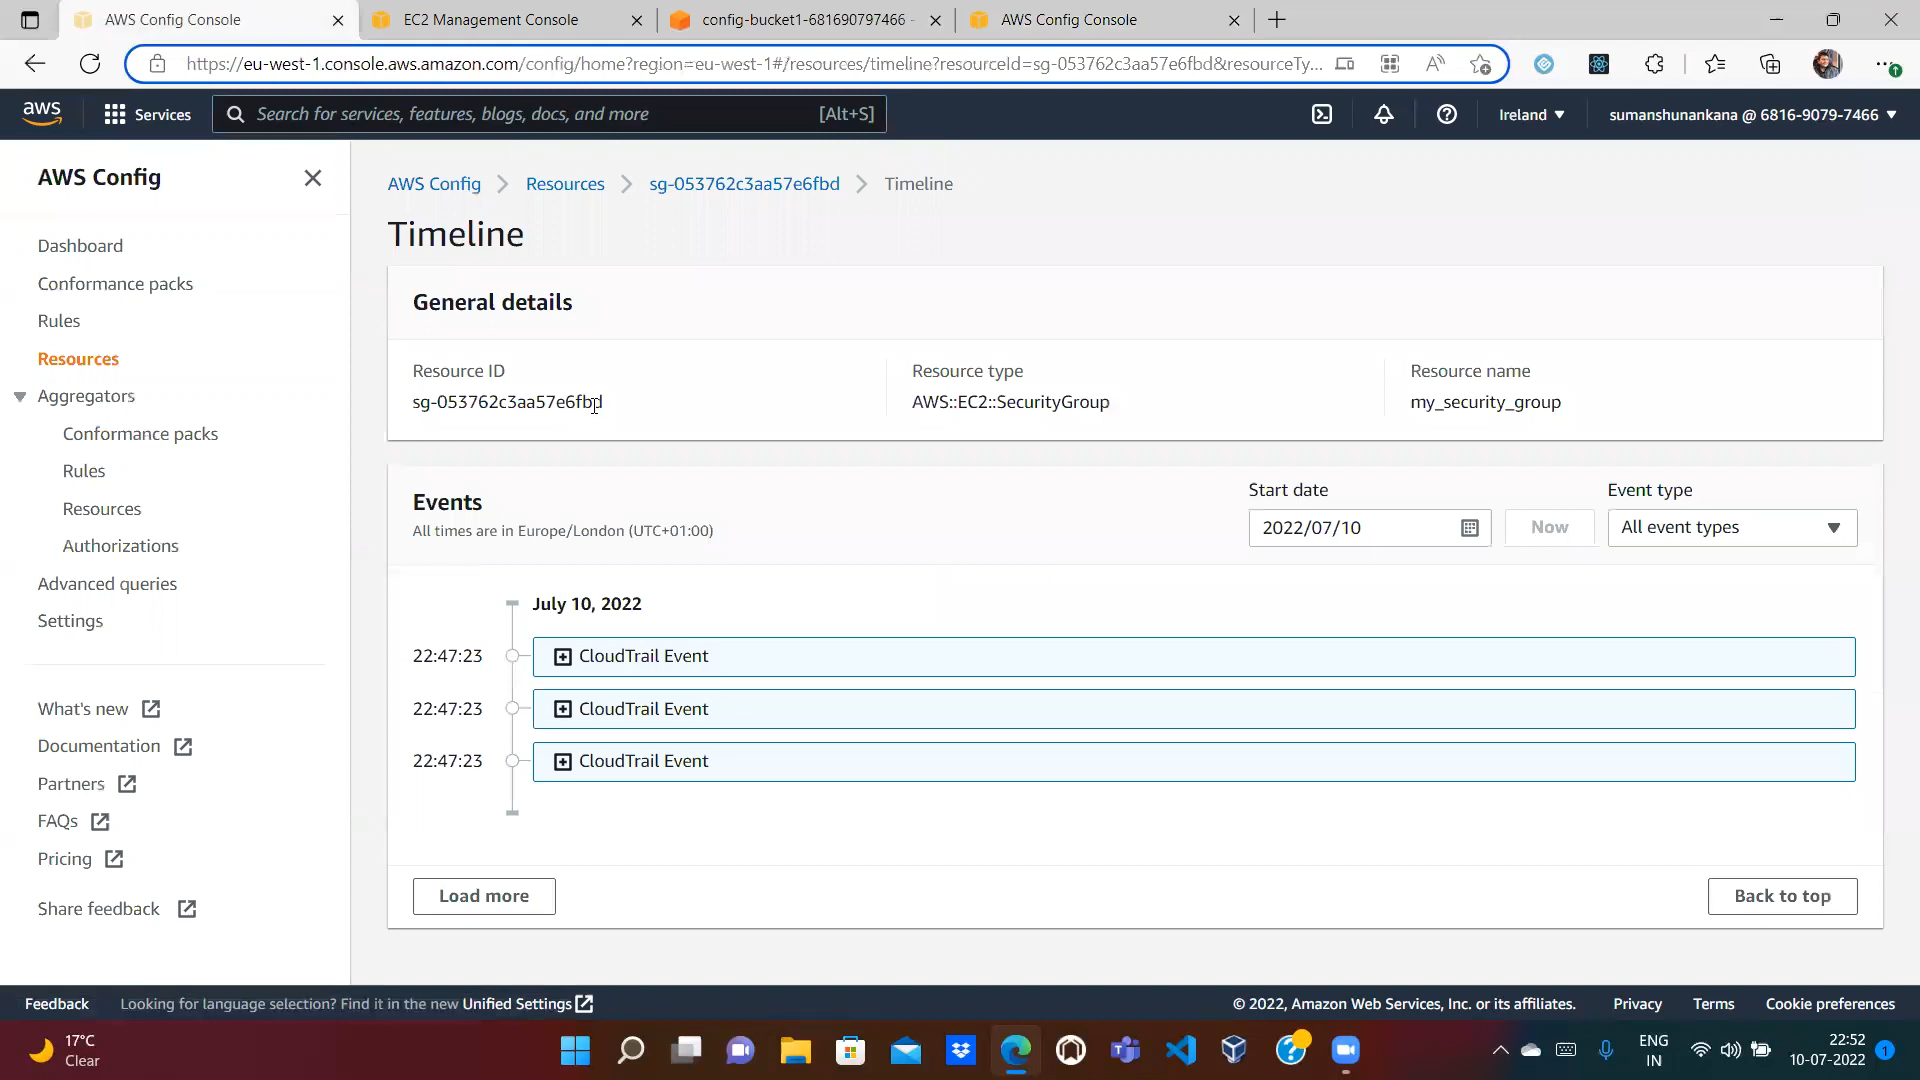 AWS Config Console
EC2 Management Console
config-bucket1-681690797466 -
AWS Config Console
https://eu-west-1.console.aws.amazon.com/config/home?region=eu-west-1#/resources/timeline?resourceId=sg-053762c3aa57e6fbd&resourceTy...
aws
Services
Search for services, features, blogs, docs, and more
[Alt+S]
Ireland
sumanshunankana @ 6816-9079-7466
AWS Config
Dashboard
Conformance packs
Rules
Resources
Aggregators
Conformance packs
Rules
Resources
Authorizations
Advanced queries
Settings
What's new
Documentation
Partners
FAQs
Pricing
Share feedback
AWS Config
Resources
sg-053762c3aa57e6fbd
Timeline
Timeline
General details
Resource ID
sg-053762c3aa57e6fbd
Resource type
AWS::EC2::SecurityGroup
Resource name
my_security_group
Events
All times are in Europe/London (UTC+01:00)
Start date
2022/07/10
Now
Event type
All event types
July 10, 2022
22:47:23 CloudTrail Event
22:47:23 CloudTrail Event
22:47:23 CloudTrail Event
Load more
Back to top
Feedback
Looking for language selection? Find it in the new Unified Settings
© 2022, Amazon Web Services, Inc. or its affiliates.
Privacy
Terms
Cookie preferences
17°C
Clear
ENG
IN
22:52
10-07-2022
1